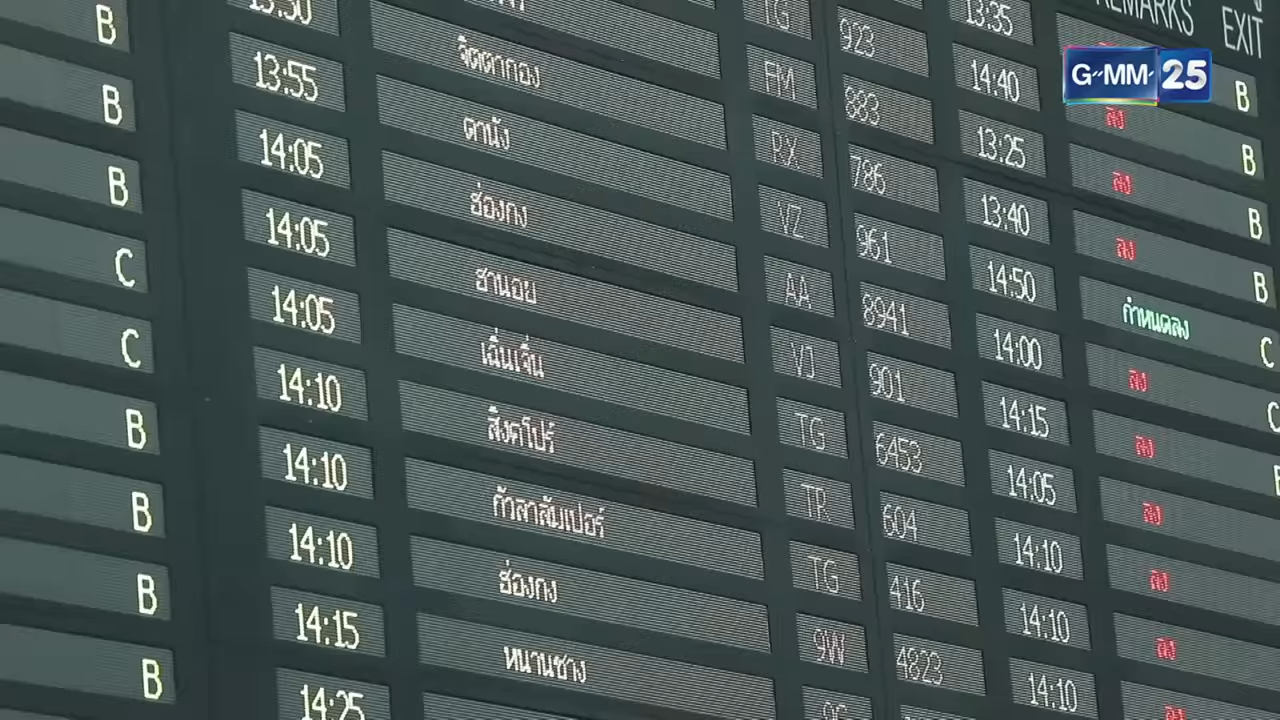 REMARKS EXIT
GMM 25
13:35 B
TG 923 14:40 ลง B
FM 883 13:25 ลง B
B 13:50 จิตตากอง RX 786 13:40 ลง B
B 13:55 ดานัง VZ 961 14:50 กำหนดลง C
B 14:05 ฮ่องกง AA 8941 14:00 ลง C
C 14:05 ฮานอย VJ 901 14:15 ลง
C 14:05 เฉิ่นเจิ้น TG 6453 14:05 ลง
B 14:10 สิงคโปร์ TR 604 14:10 ลง
B 14:10 กัวลาลัมเปอร์ TG 416 14:10 ลง
B 14:10 ฮ่องกง 9W 4823 14:10 ลง
B 14:15 หนานชาง
14:25